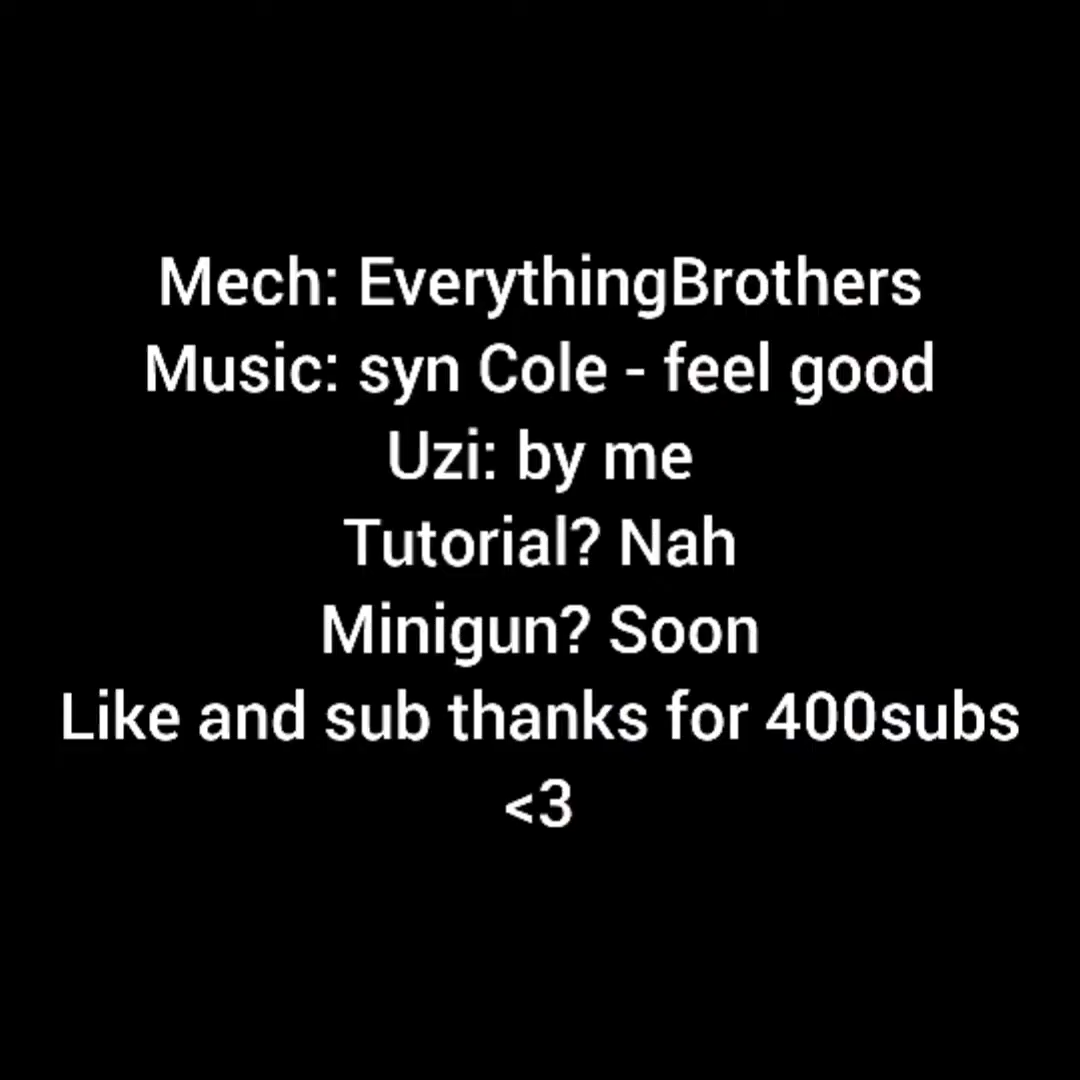 Mech: EverythingBrothers
Music: syn Cole - feel good
Uzi: by me
Tutorial? Nah
Minigun? Soon
Like and sub thanks for 400subs
<3